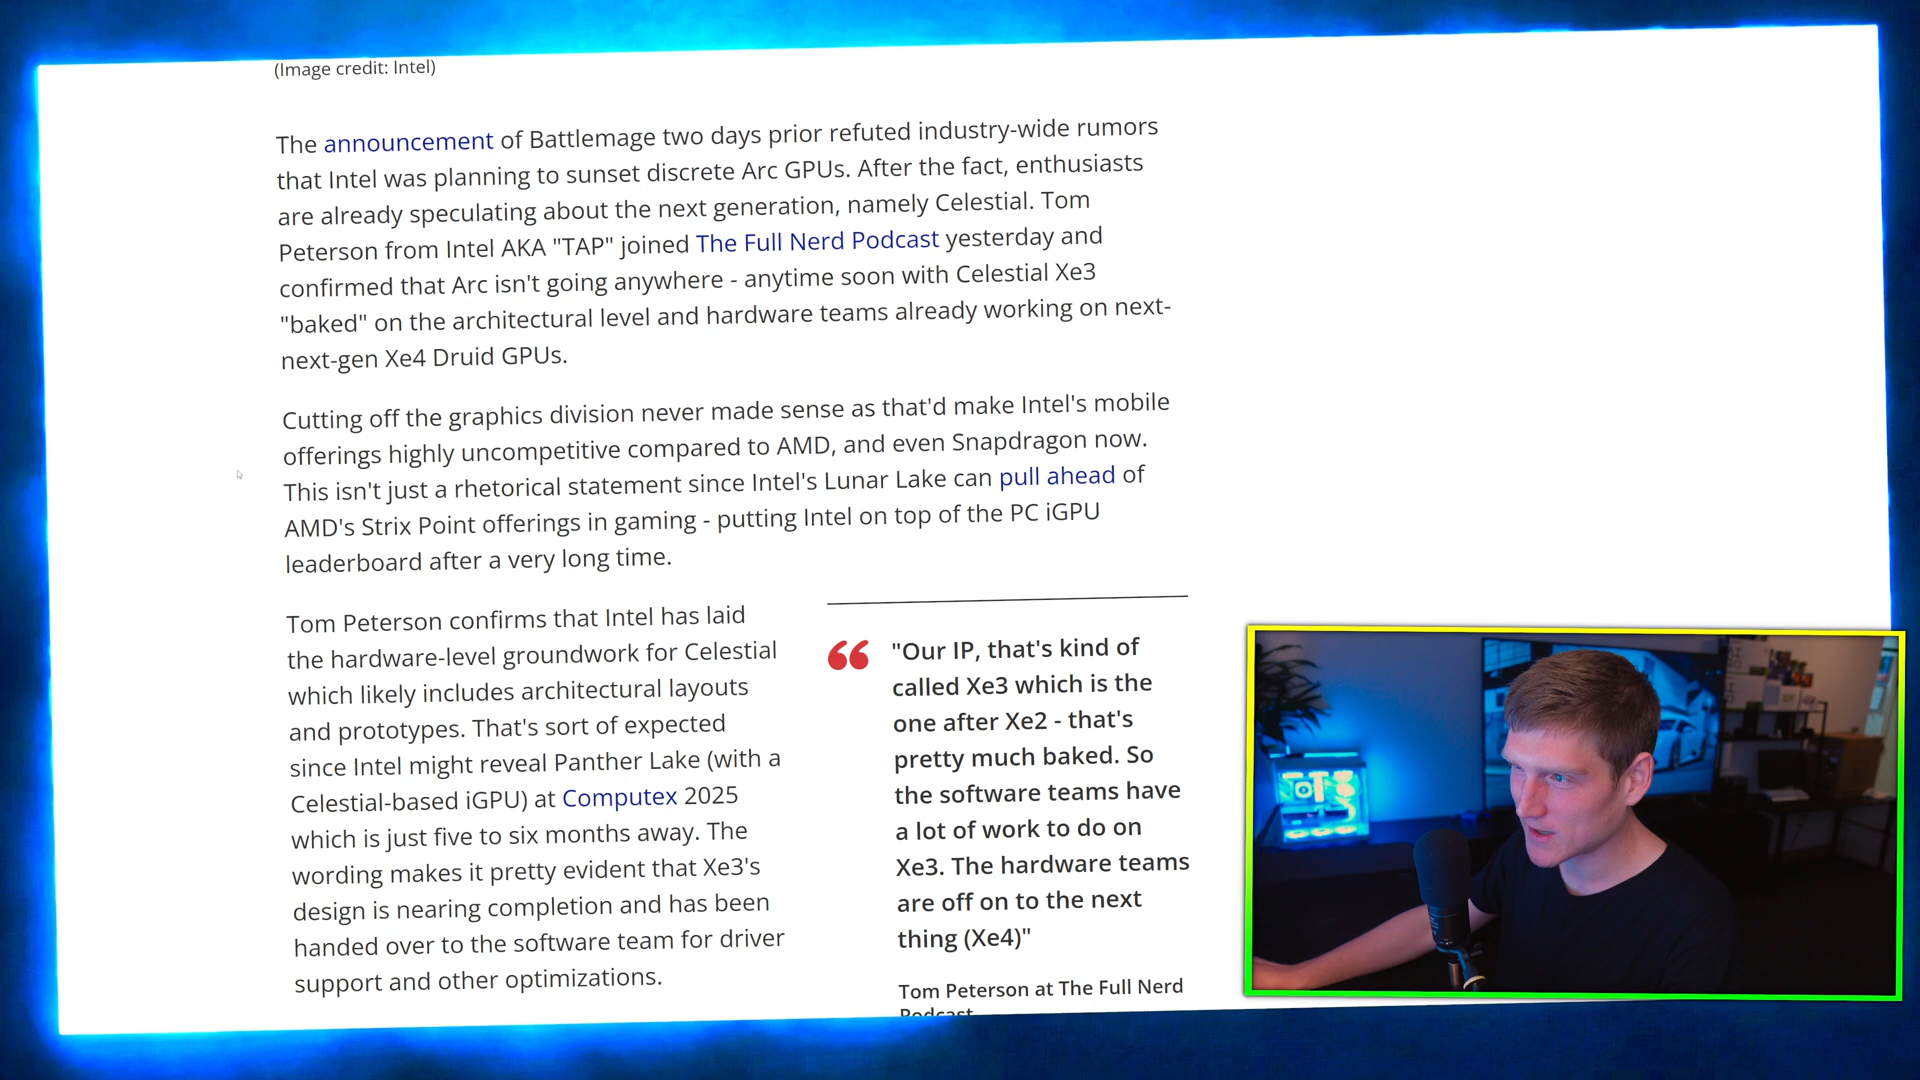 (Image credit: Intel)
The announcement of Battlemage two days prior refuted industry-wide rumors
that Intel was planning to sunset discrete Arc GPUs. After the fact, enthusiasts
are already speculating about the next generation, namely Celestial. Tom
Peterson from Intel AKA "TAP" joined The Full Nerd Podcast yesterday and
confirmed that Arc isn't going anywhere - anytime soon with Celestial Xe3
"baked" on the architectural level and hardware teams already working on next-
next-gen Xe4 Druid GPUs.
Cutting off the graphics division never made sense as that'd make Intel's mobile
offerings highly uncompetitive compared to AMD, and even Snapdragon now.
This isn't just a rhetorical statement since Intel's Lunar Lake can pull ahead of
AMD's Strix Point offerings in gaming - putting Intel on top of the PC iGPU
leaderboard after a very long time.
Tom Peterson confirms that Intel has laid
the hardware-level groundwork for Celestial
which likely includes architectural layouts
and prototypes. That's sort of expected
since Intel might reveal Panther Lake (with a
Celestial-based iGPU) at Computex 2025
which is just five to six months away. The
wording makes it pretty evident that Xe3's
design is nearing completion and has been
handed over to the software team for driver
support and other optimizations.
"Our IP, that's kind of
called Xe3 which is the
one after Xe2 - that's
pretty much baked. So
the software teams have
a lot of work to do on
Xe3. The hardware teams
are off on to the next
thing (Xe4)"
Tom Peterson at The Full Nerd
Podcast